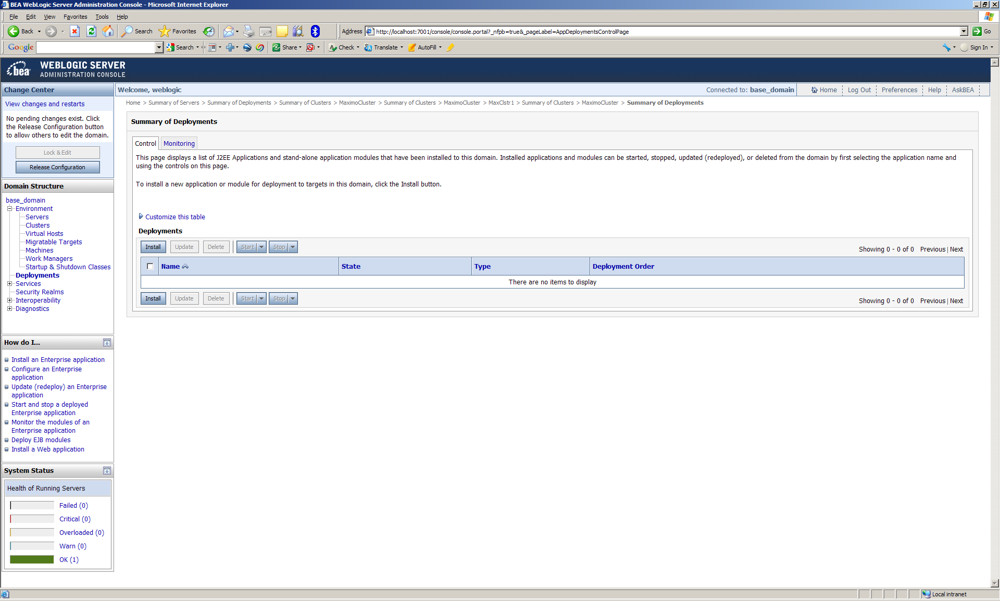 BEA WebLogic Server Administration Console - Microsoft Internet Explorer
File Edit View Favorites Tools Help
Back Search Favorites Address http://localhost:7001/console/console.portal?_nfpb=true&_pageLabel=AppDeploymentsControlPage Go
Google Search Share Check Translate AutoFill Sign In
bea WEBLOGIC SERVER
ADMINISTRATION CONSOLE
Change Center
View changes and restarts
No pending changes exist. Click
the Release Configuration button
to allow others to edit the domain.
Lock & Edit
Release Configuration
Domain Structure
base_domain
Environment
Servers
Clusters
Virtual Hosts
Migratable Targets
Machines
Work Managers
Startup & Shutdown Classes
Deployments
Services
Security Realms
Interoperability
Diagnostics
How do I...
Install an Enterprise application
Configure an Enterprise
application
Update (redeploy) an Enterprise
application
Start and stop a deployed
Enterprise application
Monitor the modules of an
Enterprise application
Deploy EJB modules
Install a Web application
System Status
Health of Running Servers
Failed (0)
Critical (0)
Overloaded (0)
Warn (0)
OK (1)
Welcome, weblogic Connected to: base_domain Home Log Out Preferences Help AskBEA
Home > Summary of Servers > Summary of Deployments > Summary of Clusters > MaximoCluster > Summary of Clusters > MaximoCluster > MaxClstr1 > Summary of Clusters > MaximoCluster > Summary of Deployments
Summary of Deployments
Control Monitoring
This page displays a list of J2EE Applications and stand-alone application modules that have been installed to this domain. Installed applications and modules can be started, stopped, updated (redeployed), or deleted from the domain by first selecting the application name and
using the controls on this page.
To install a new application or module for deployment to targets in this domain, click the Install button.
Customize this table
Deployments
Install Update Delete Start Stop Showing 0 - 0 of 0 Previous | Next
Name State Type Deployment Order
There are no items to display
Install Update Delete Start Stop Showing 0 - 0 of 0 Previous | Next
Local intranet